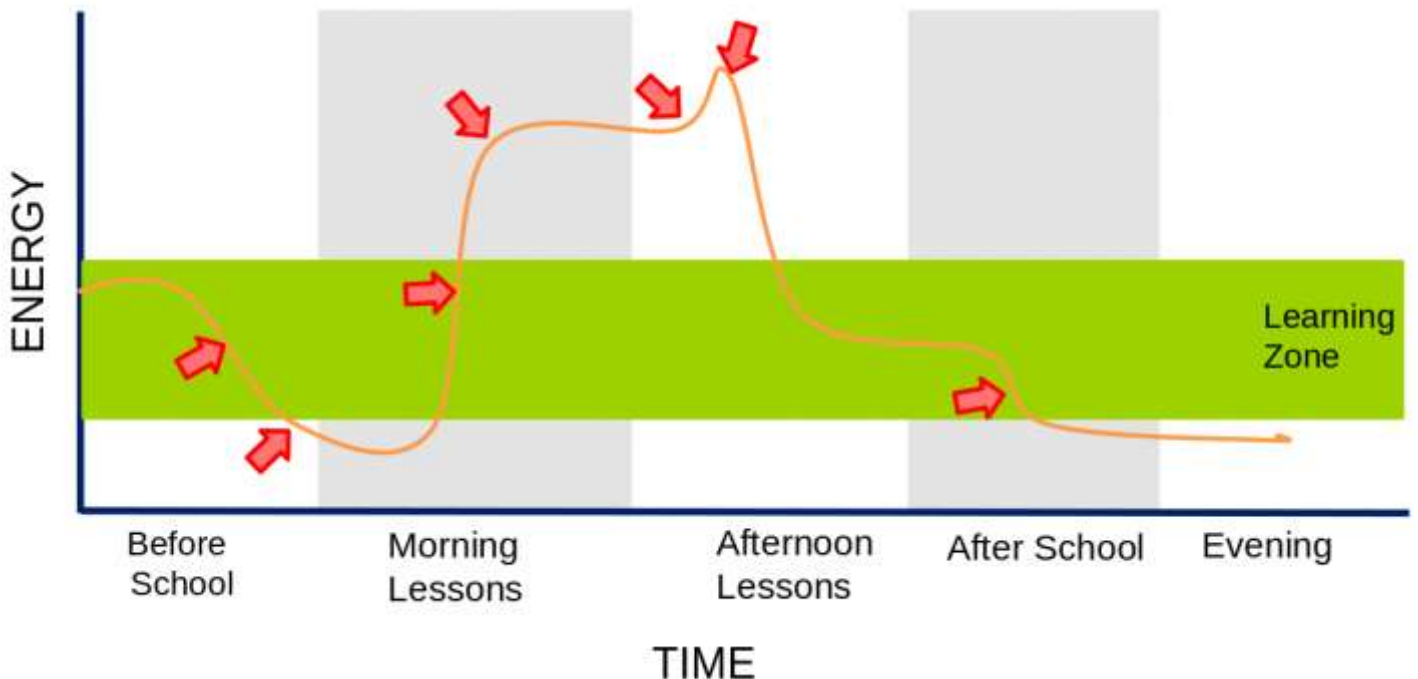 ENERGY
Learning
Zone
Before
School
Morning
Lessons
Afternoon
Lessons
After School
Evening
TIME